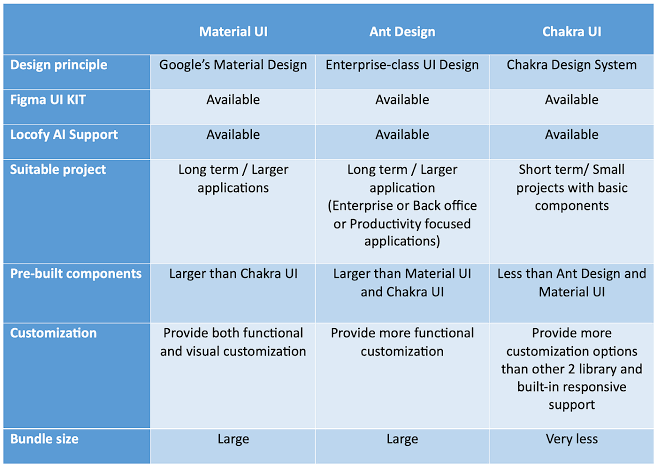 Material UI Ant Design Chakra UI
Design principle Google's Material Design Enterprise-class UI Design Chakra Design System
Figma UI KIT Available Available Available
Locofy AI Support Available Available Available
Suitable project
Long term / Larger
applications
Long term / Larger
application
(Enterprise or Back office
or Productivity focused
applications)
Short term/ Small
projects with basic
components
Pre-built components
Larger than Chakra UI
Larger than Material UI
and Chakra UI
Less than Ant Design and
Material UI
Customization
Provide both functional
and visual customization
Provide more functional
customization
Provide more
customization options
than other 2 library and
built-in responsive
support
Bundle size Large Large Very less